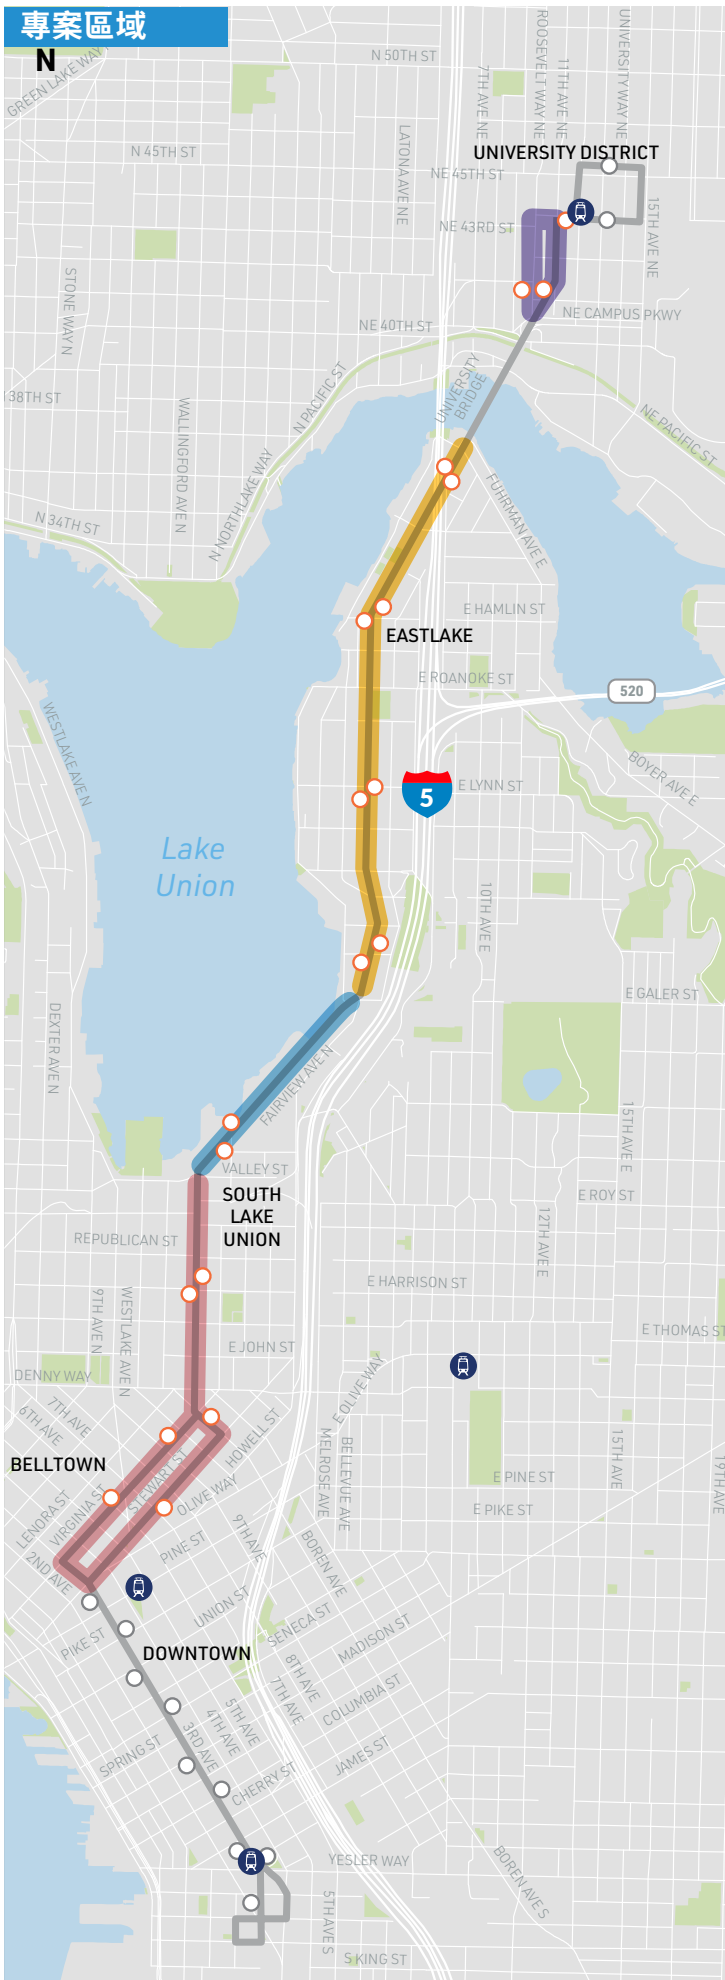 專案區域
N
GREEN LAKE WAY
N 50TH ST
7TH AVE NE
ROOSEVELT WAY NE
11TH AVE NE
UNIVERSITY WAY NE
LATONA AVE NE
N 45TH ST
UNIVERSITY DISTRICT
NE 45TH ST
15TH AVE NE
NE 43RD ST
STONE WAY N
NE CAMPUS PKWY
NE 40TH ST
UNIVERSITY
BRIDGE
N PACIFIC ST
38TH ST
WALLINGFORD AVE N
NE PACIFIC ST
N NORTHLAKE WAY
FUHRMAN AVE E
N 34TH ST
E HAMLIN ST
EASTLAKE
E ROANOKE ST
520
WESTLAKE AVE N
BOYER AVE E
E LYNN ST
5
Lake
Union
10TH AVE E
E GALER ST
DEXTER AVE N
FAIRVIEW AVE N
15TH AVE E
VALLEY ST
SOUTH
LAKE
UNION
E ROY ST
12TH AVE E
REPUBLICAN ST
E HARRISON ST
9TH AVE N
WESTLAKE AVE N
E THOMAS ST
E JOHN ST
DENNY WAY
E OLIVE WAY
7TH AVE
6TH AVE
HOWELL ST
MELROSE AVE
BELLEVUE AVE
15TH AVE
19TH AVE
BELLTOWN
STEWART ST
OLIVE WAY
E PINE ST
LENORA ST
VIRGINIA ST
E PIKE ST
2ND AVE
PINE ST
9TH AVE
BOREN AVE
UNION ST
SENECA ST
PIKE ST
DOWNTOWN
MADISON ST
8TH AVE
7TH AVE
COLUMBIA ST
5TH AVE
4TH AVE
3RD AVE
SPRING ST
JAMES ST
CHERRY ST
YESLER WAY
BOREN AVE S
5TH AVE S
S KING ST